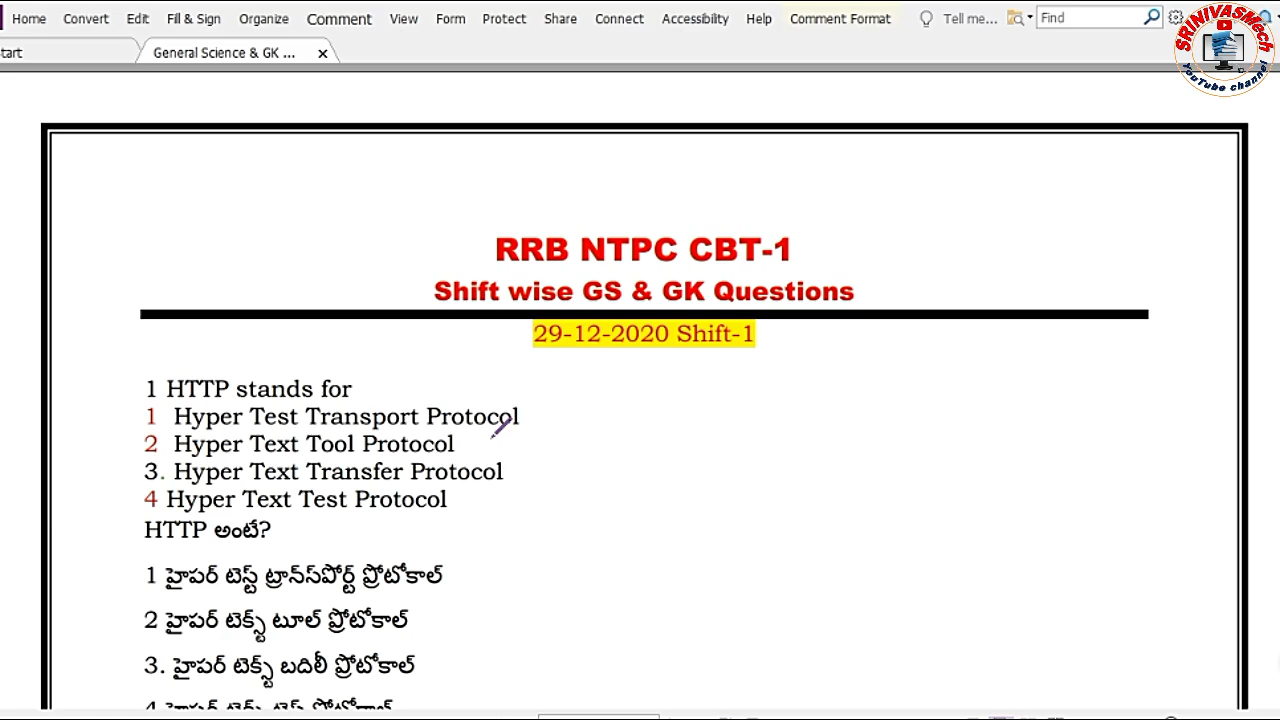 Home Convert Edit Fill & Sign Organize Comment View Form Protect Share Connect Accessibility Help Comment Format Tell me... Find
tart General Science & GK ...
SRINIVASMech
YouTube channel
RRB NTPC CBT-1
Shift wise GS & GK Questions
29-12-2020 Shift-1
1 HTTP stands for
1 Hyper Test Transport Protocol
2 Hyper Text Tool Protocol
3. Hyper Text Transfer Protocol
4 Hyper Text Test Protocol
HTTP అంటే?
1 హైపర్ టెస్ట్ ట్రాన్స్‌పోర్ట్ ప్రోటోకాల్
2 హైపర్ టెక్స్ట్ టూల్ ప్రోటోకాల్
3. హైపర్ టెక్స్ట్ బదిలీ ప్రోటోకాల్